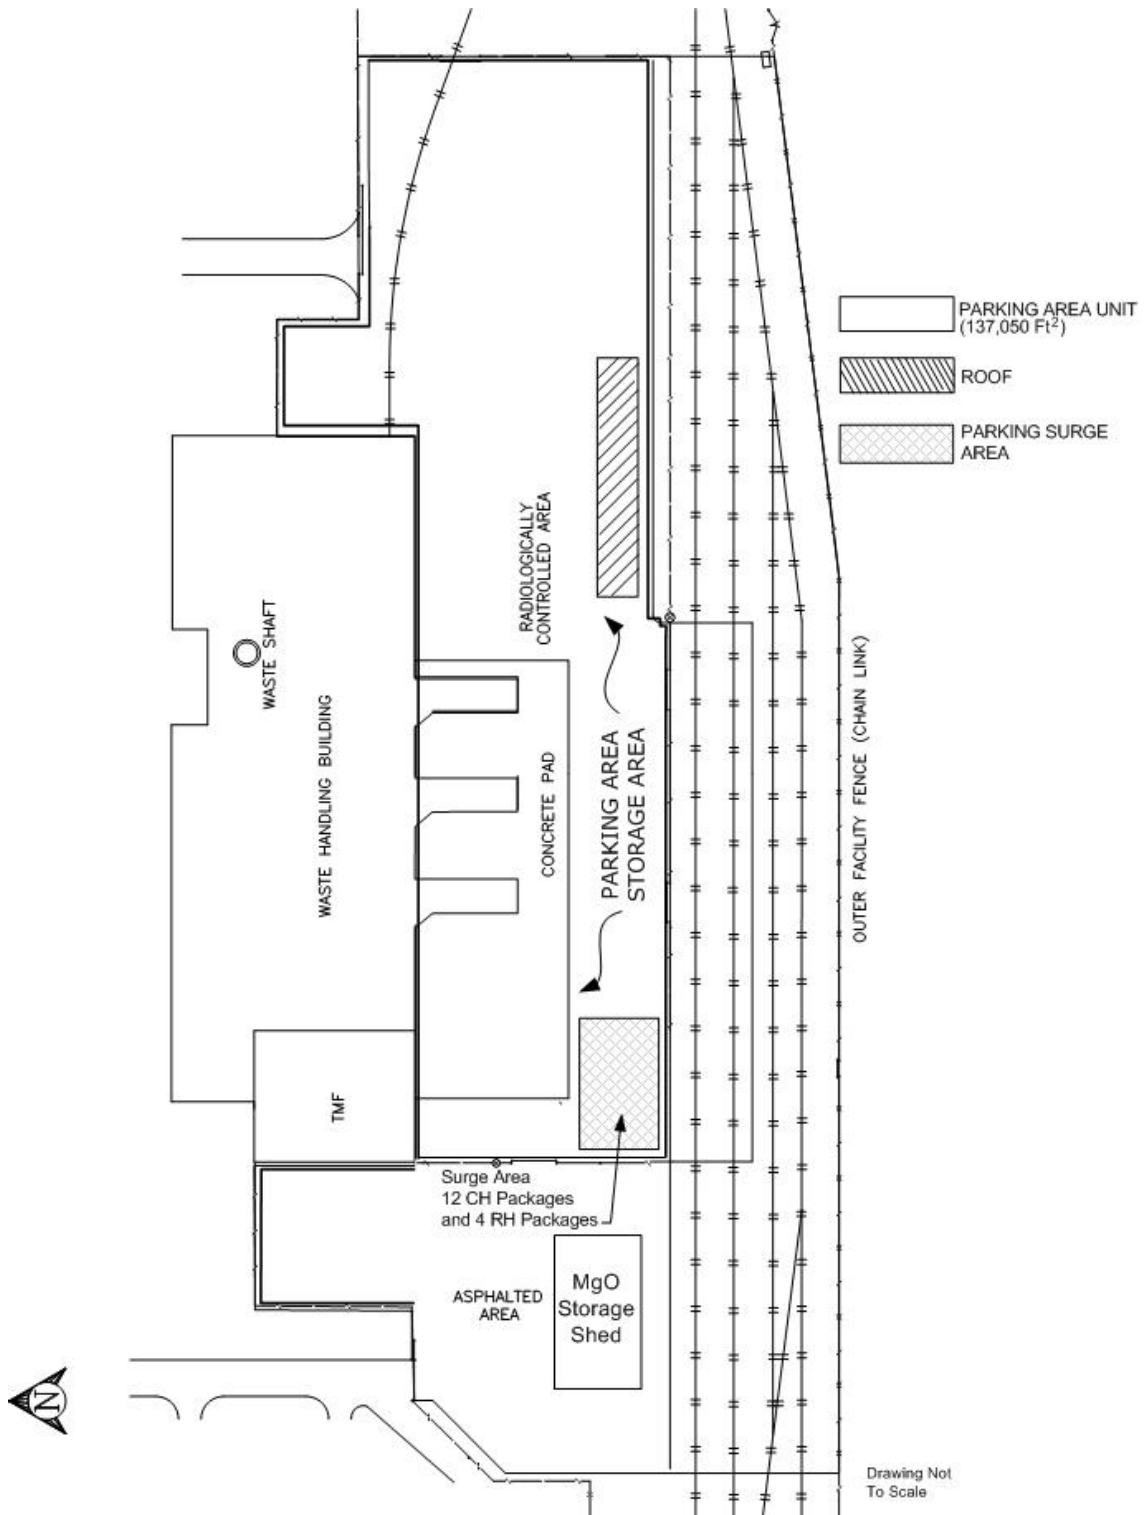 PARKING AREA UNIT
(137,050 Ft²)
ROOF
PARKING SURGE
AREA
RADIOLOGICALLY
CONTROLLED AREA
WASTE SHAFT
WASTE HANDLING BUILDING
CONCRETE PAD
PARKING AREA
STORAGE AREA
OUTER FACILITY FENCE (CHAIN LINK)
TMF
Surge Area
12 CH Packages
and 4 RH Packages
ASPHALTED
AREA
MgO
Storage
Shed
N
Drawing Not
To Scale